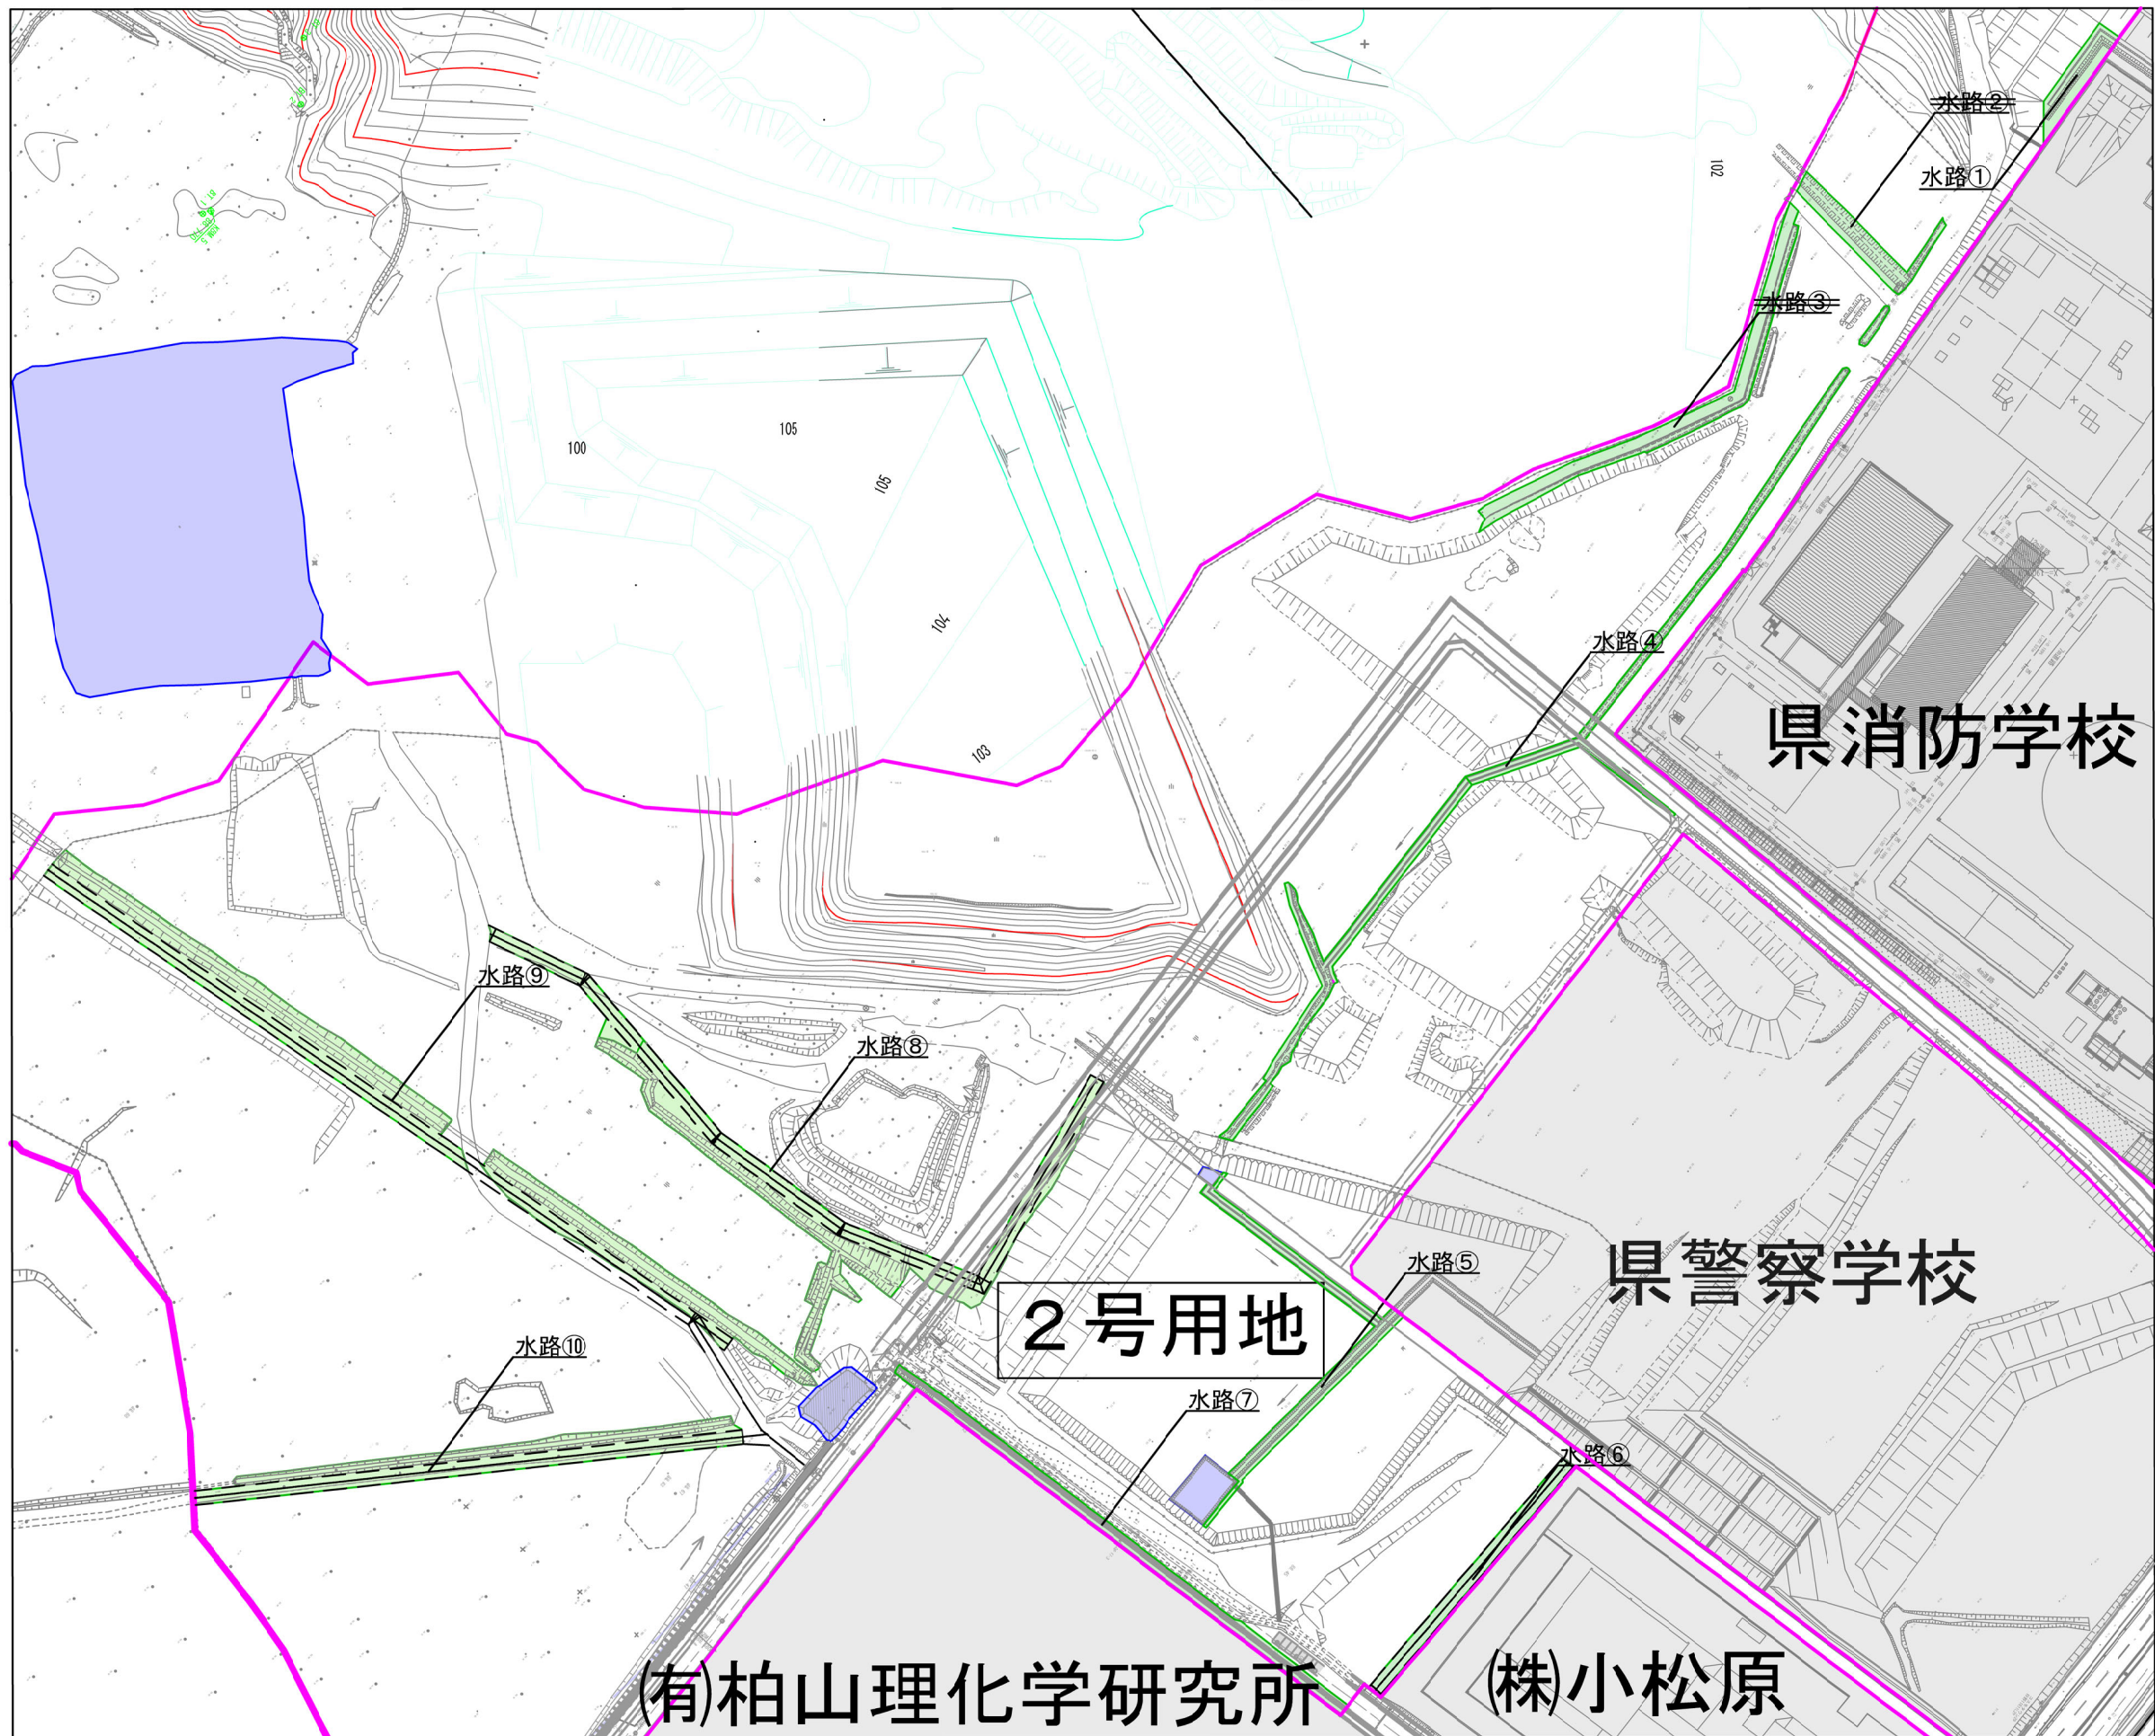 水路②
102
水路①
水路③
100
105
105
104
水路④
県消防学校
103
水路⑨
水路⑧
県警察学校
水路⑤
2号用地
水路⑩
水路⑦
水路⑥
㈲柏山理化学研究所
㈱小松原